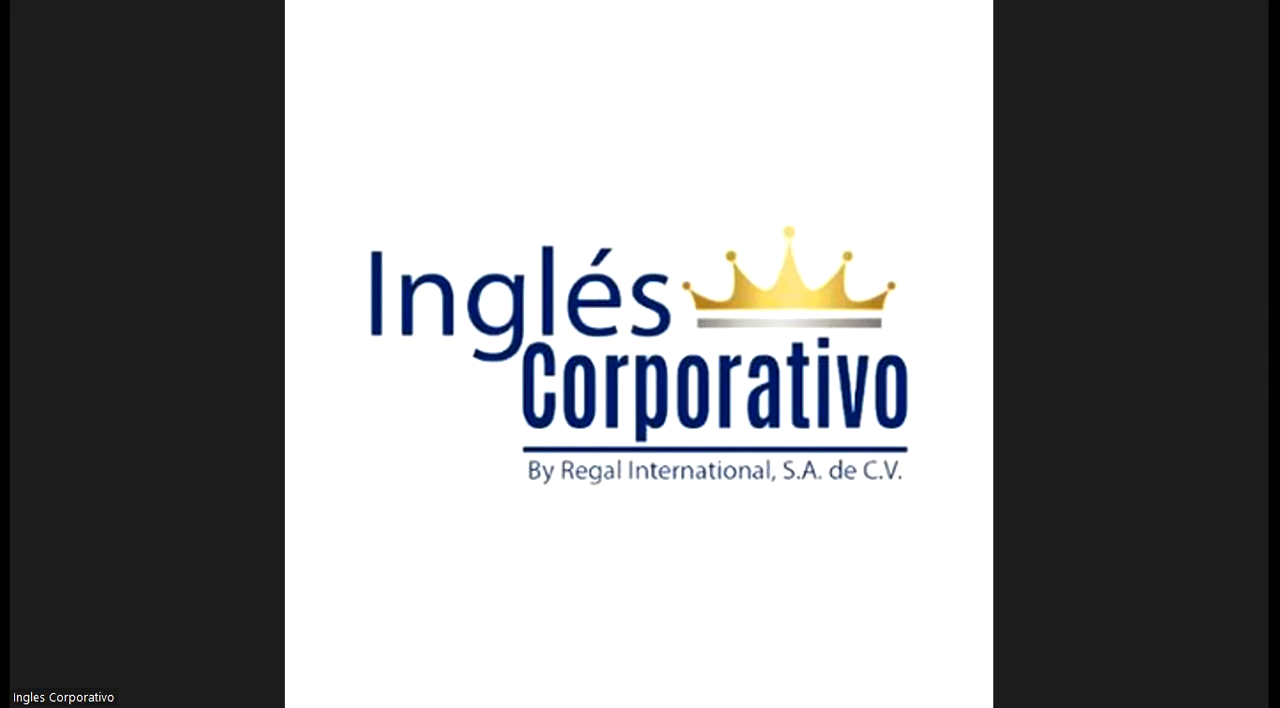 Inglés
Corporativo
By Regal International, S.A. de C.V.
Ingles Corporativo